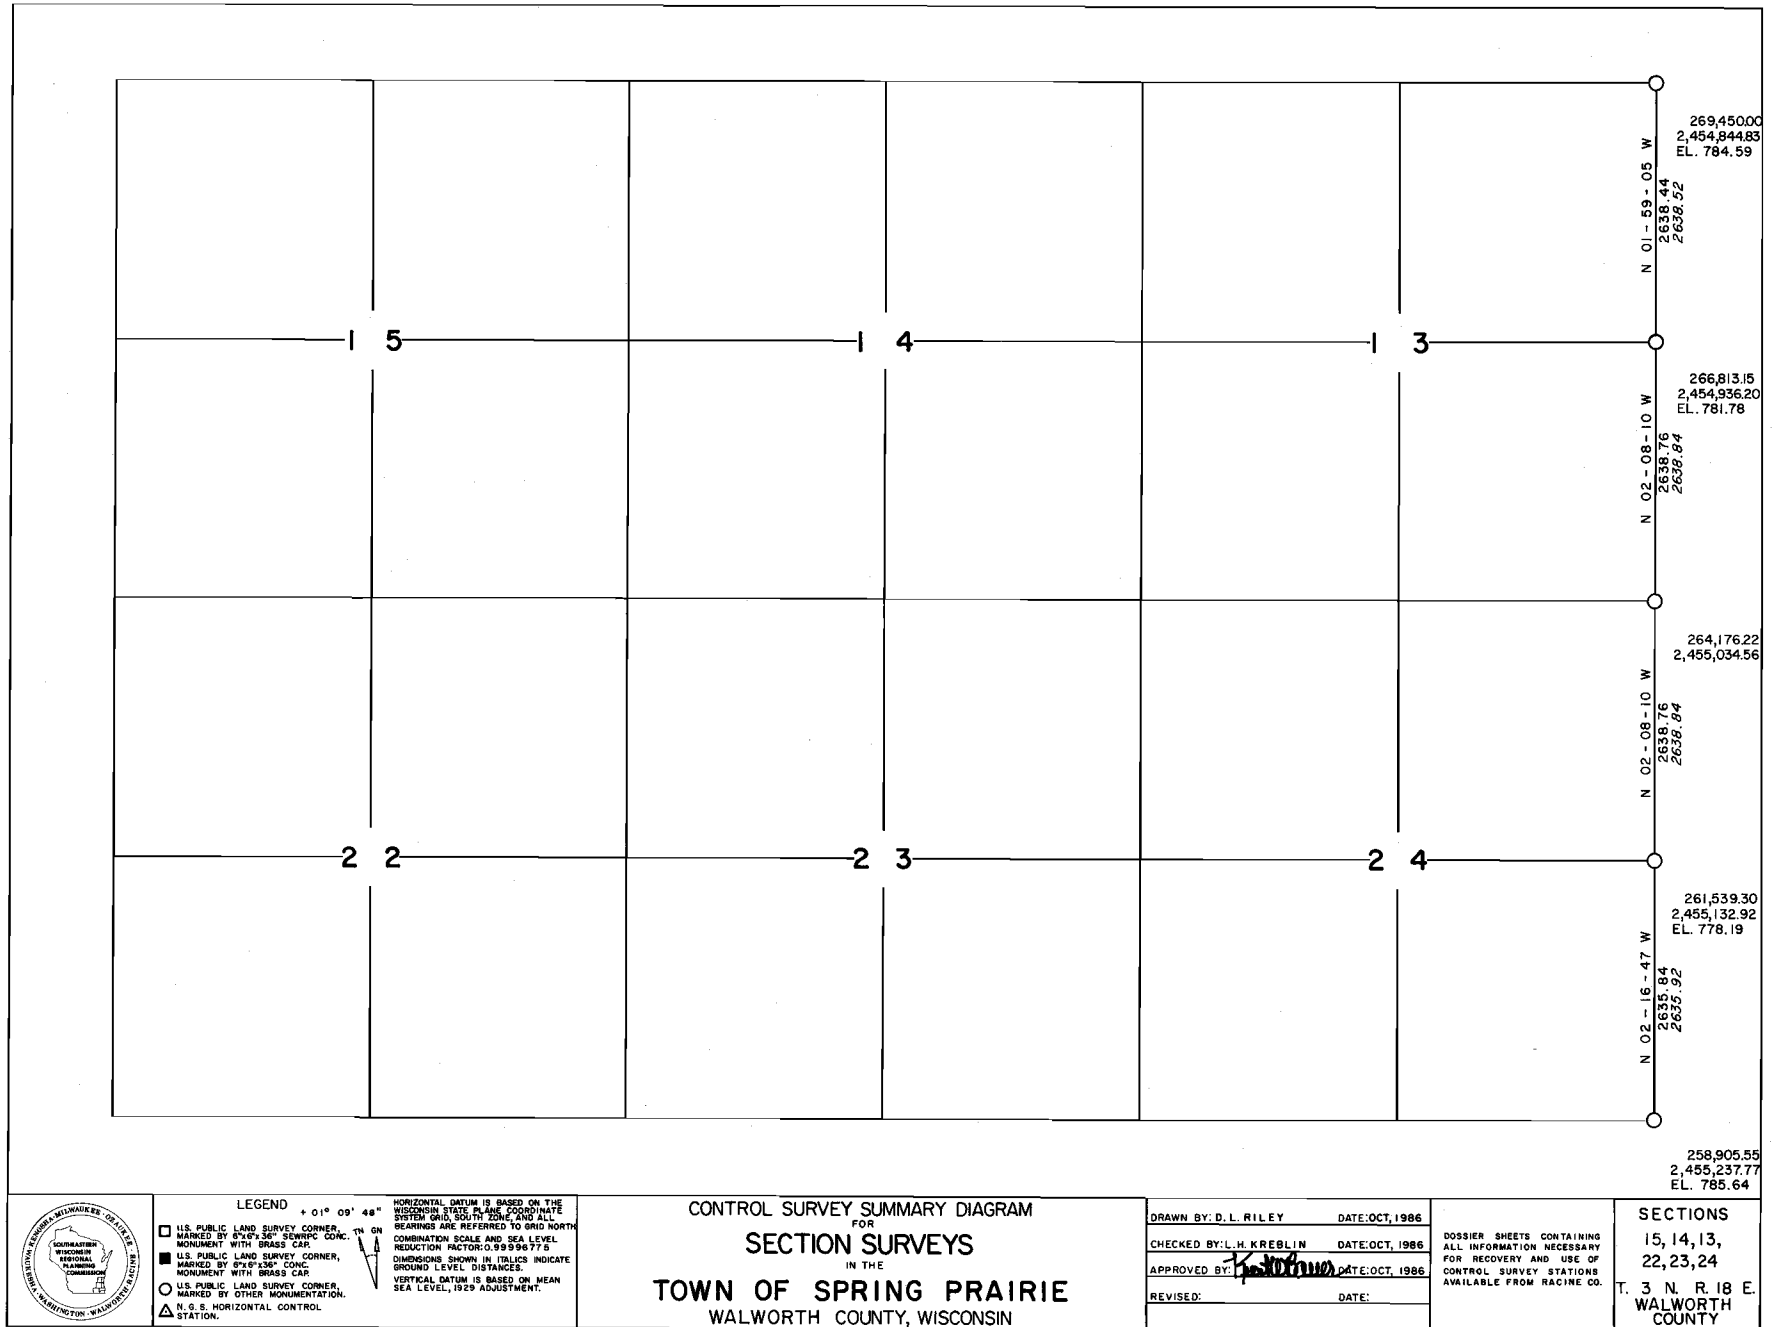 269,450.00
2,454,844.83
EL. 784.59
N 01-59-05 W
2638.44
2638.52
1 5
1 4
1 3
266,813.15
2,454,936.20
EL. 781.78
N 02-08-10 W
2638.76
2638.84
264,176.22
2,455,034.56
N 02-08-10 W
2638.76
2638.84
2 2
2 3
2 4
261,539.30
2,455,132.92
EL. 778.19
N 02-16-47 W
2635.84
2635.92
258,905.55
2,455,237.77
EL. 785.64
KENOSHA·MILWAUKEE·OZAUKEE·RACINE·WALWORTH·WASHINGTON·WAUKESHA
SOUTHEASTERN
WISCONSIN
REGIONAL
PLANNING
COMMISSION
LEGEND
U.S. PUBLIC LAND SURVEY CORNER,
MARKED BY 6"x6"x36" SEWRPC CONC.
MONUMENT WITH BRASS CAP.
U.S. PUBLIC LAND SURVEY CORNER,
MARKED BY 6"x6"x36" CONC.
MONUMENT WITH BRASS CAP.
U.S. PUBLIC LAND SURVEY CORNER,
MARKED BY OTHER MONUMENTATION.
N.G.S. HORIZONTAL CONTROL
STATION.
+ 01° 09' 48"
TN GN
HORIZONTAL DATUM IS BASED ON THE
WISCONSIN STATE PLANE COORDINATE
SYSTEM GRID, SOUTH ZONE, AND ALL
BEARINGS ARE REFERRED TO GRID NORTH
COMBINATION SCALE AND SEA LEVEL
REDUCTION FACTOR: 0.99996775
DIMENSIONS SHOWN IN ITALICS INDICATE
GROUND LEVEL DISTANCES.
VERTICAL DATUM IS BASED ON MEAN
SEA LEVEL, 1929 ADJUSTMENT.
CONTROL SURVEY SUMMARY DIAGRAM
FOR
SECTION SURVEYS
IN THE
TOWN OF SPRING PRAIRIE
WALWORTH COUNTY, WISCONSIN
DRAWN BY: D. L. RILEY DATE: OCT, 1986
CHECKED BY: L. H. KREBLIN DATE: OCT, 1986
APPROVED BY: DATE: OCT, 1986
REVISED: DATE:
DOSSIER SHEETS CONTAINING
ALL INFORMATION NECESSARY
FOR RECOVERY AND USE OF
CONTROL SURVEY STATIONS
AVAILABLE FROM RACINE CO.
SECTIONS
15, 14, 13,
22, 23, 24
T. 3 N. R. 18 E.
WALWORTH
COUNTY